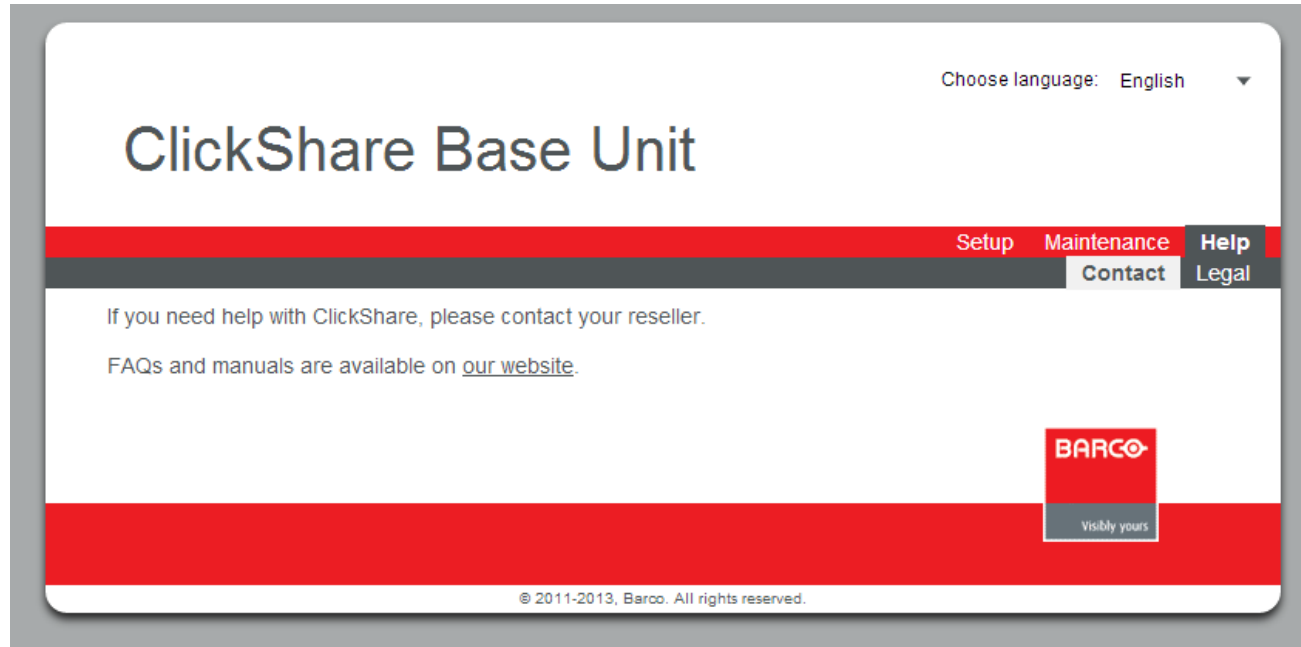 Choose language: English
ClickShare Base Unit
Setup Maintenance Help
Contact Legal
If you need help with ClickShare, please contact your reseller.
FAQs and manuals are available on our website.
BARCO
Visibly yours
© 2011-2013, Barco. All rights reserved.